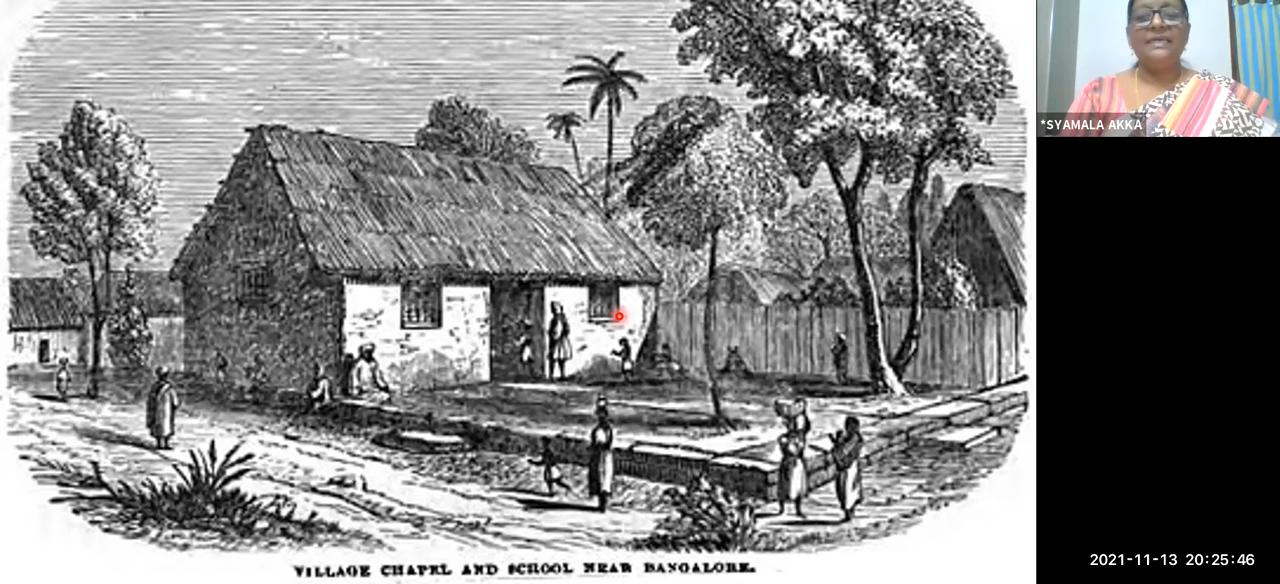 *SYAMALA AKKA
VILLAGE CHAPEL AND SCHOOL NEAR BANGALORE.
2021-11-13 20:25:46